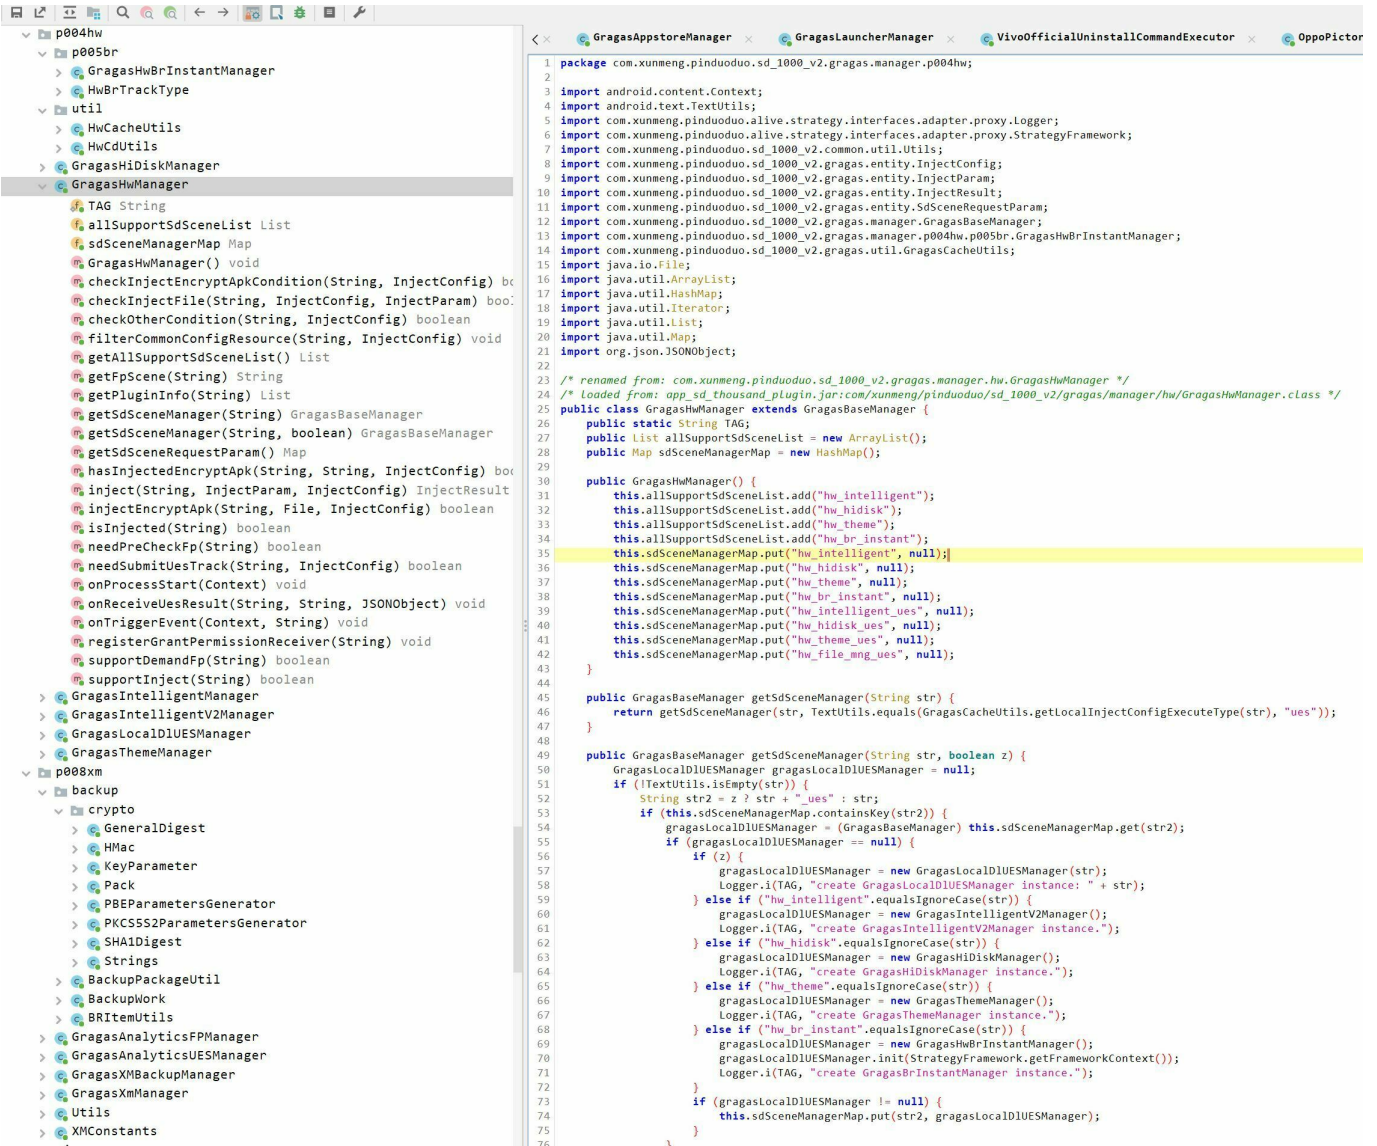 p004hw
p005br
GragasHwBrInstantManager
HwBrTrackType
util
HwCacheUtils
HwCdUtils
GragasHiDiskManager
GragasHwManager
TAG String
allSupportSdSceneList List
sdSceneManagerMap Map
GragasHwManager() void
checkInjectEncryptApkCondition(String, InjectConfig) bo
checkInjectFile(String, InjectConfig, InjectParam) boo
checkOtherCondition(String, InjectConfig) boolean
filterCommonConfigResource(String, InjectConfig) void
getAllSupportSdSceneList() List
getFpScene(String) String
getPluginInfo(String) List
getSdSceneManager(String) GragasBaseManager
getSdSceneManager(String, boolean) GragasBaseManager
getSdSceneRequestParam() Map
hasInjectedEncryptApk(String, String, InjectConfig) boo
inject(String, InjectParam, InjectConfig) InjectResult
injectEncryptApk(String, File, InjectConfig) boolean
isInjected(String) boolean
needPreCheckFp(String) boolean
needSubmitUesTrack(String, InjectConfig) boolean
onProcessStart(Context) void
onReceiveUesResult(String, String, JSONObject) void
onTriggerEvent(Context, String) void
registerGrantPermissionReceiver(String) void
supportDemandFp(String) boolean
supportInject(String) boolean
GragasIntelligentManager
GragasIntelligentV2Manager
GragasLocalDlUESManager
GragasThemeManager
p008xm
backup
crypto
GeneralDigest
HMac
KeyParameter
Pack
PBEParametersGenerator
PKCS5S2ParametersGenerator
SHA1Digest
Strings
BackupPackageUtil
BackupWork
BRItemUtils
GragasAnalyticsFPManager
GragasAnalyticsUESManager
GragasXMBackupManager
GragasXmManager
Utils
XMConstants
GragasAppstoreManager GragasLauncherManager VivoOfficialUninstallCommandExecutor OppoPictor
1 package com.xunmeng.pinduoduo.sd_1000_v2.gragas.manager.p004hw;
2
3 import android.content.Context;
4 import android.text.TextUtils;
5 import com.xunmeng.pinduoduo.alive.strategy.interfaces.adapter.proxy.Logger;
6 import com.xunmeng.pinduoduo.alive.strategy.interfaces.adapter.proxy.StrategyFramework;
7 import com.xunmeng.pinduoduo.sd_1000_v2.common.util.Utils;
8 import com.xunmeng.pinduoduo.sd_1000_v2.gragas.entity.InjectConfig;
9 import com.xunmeng.pinduoduo.sd_1000_v2.gragas.entity.InjectParam;
10 import com.xunmeng.pinduoduo.sd_1000_v2.gragas.entity.InjectResult;
11 import com.xunmeng.pinduoduo.sd_1000_v2.gragas.entity.SdSceneRequestParam;
12 import com.xunmeng.pinduoduo.sd_1000_v2.gragas.manager.GragasBaseManager;
13 import com.xunmeng.pinduoduo.sd_1000_v2.gragas.manager.p004hw.p005br.GragasHwBrInstantManager;
14 import com.xunmeng.pinduoduo.sd_1000_v2.gragas.util.GragasCacheUtils;
15 import java.io.File;
16 import java.util.ArrayList;
17 import java.util.HashMap;
18 import java.util.Iterator;
19 import java.util.List;
20 import java.util.Map;
21 import org.json.JSONObject;
22
23 /* renamed from: com.xunmeng.pinduoduo.sd_1000_v2.gragas.manager.hw.GragasHwManager */
24 /* loaded from: app_sd_thousand_plugin.jar:com/xunmeng/pinduoduo/sd_1000_v2/gragas/manager/hw/GragasHwManager.class */
25 public class GragasHwManager extends GragasBaseManager {
26 public static String TAG;
27 public List allSupportSdSceneList = new ArrayList();
28 public Map sdSceneManagerMap = new HashMap();
29
30 public GragasHwManager() {
31 this.allSupportSdSceneList.add("hw_intelligent");
32 this.allSupportSdSceneList.add("hw_hidisk");
33 this.allSupportSdSceneList.add("hw_theme");
34 this.allSupportSdSceneList.add("hw_br_instant");
35 this.sdSceneManagerMap.put("hw_intelligent", null);
36 this.sdSceneManagerMap.put("hw_hidisk", null);
37 this.sdSceneManagerMap.put("hw_theme", null);
38 this.sdSceneManagerMap.put("hw_br_instant", null);
39 this.sdSceneManagerMap.put("hw_intelligent_ues", null);
40 this.sdSceneManagerMap.put("hw_hidisk_ues", null);
41 this.sdSceneManagerMap.put("hw_theme_ues", null);
42 this.sdSceneManagerMap.put("hw_file_mng_ues", null);
43 }
44
45 public GragasBaseManager getSdSceneManager(String str) {
46 return getSdSceneManager(str, TextUtils.equals(GragasCacheUtils.getLocalInjectConfigExecuteType(str), "ues"));
47 }
48
49 public GragasBaseManager getSdSceneManager(String str, boolean z) {
50 GragasLocalDlUESManager gragasLocalDlUESManager = null;
51 if (!TextUtils.isEmpty(str)) {
52 String str2 = z ? str + "_ues" : str;
53 if (this.sdSceneManagerMap.containsKey(str2)) {
54 gragasLocalDlUESManager = (GragasBaseManager) this.sdSceneManagerMap.get(str2);
55 if (gragasLocalDlUESManager == null) {
56 if (z) {
57 gragasLocalDlUESManager = new GragasLocalDlUESManager(str);
58 Logger.i(TAG, "create GragasLocalDlUESManager instance: " + str);
59 } else if ("hw_intelligent".equalsIgnoreCase(str)) {
60 gragasLocalDlUESManager = new GragasIntelligentV2Manager();
61 Logger.i(TAG, "create GragasIntelligentV2Manager instance.");
62 } else if ("hw_hidisk".equalsIgnoreCase(str)) {
63 gragasLocalDlUESManager = new GragasHiDiskManager();
64 Logger.i(TAG, "create GragasHiDiskManager instance.");
65 } else if ("hw_theme".equalsIgnoreCase(str)) {
66 gragasLocalDlUESManager = new GragasThemeManager();
67 Logger.i(TAG, "create GragasThemeManager instance.");
68 } else if ("hw_br_instant".equalsIgnoreCase(str)) {
69 gragasLocalDlUESManager = new GragasHwBrInstantManager();
70 gragasLocalDlUESManager.init(StrategyFramework.getFrameworkContext());
71 Logger.i(TAG, "create GragasBrInstantManager instance.");
72 }
73 if (gragasLocalDlUESManager != null) {
74 this.sdSceneManagerMap.put(str2, gragasLocalDlUESManager);
75 }
76 }